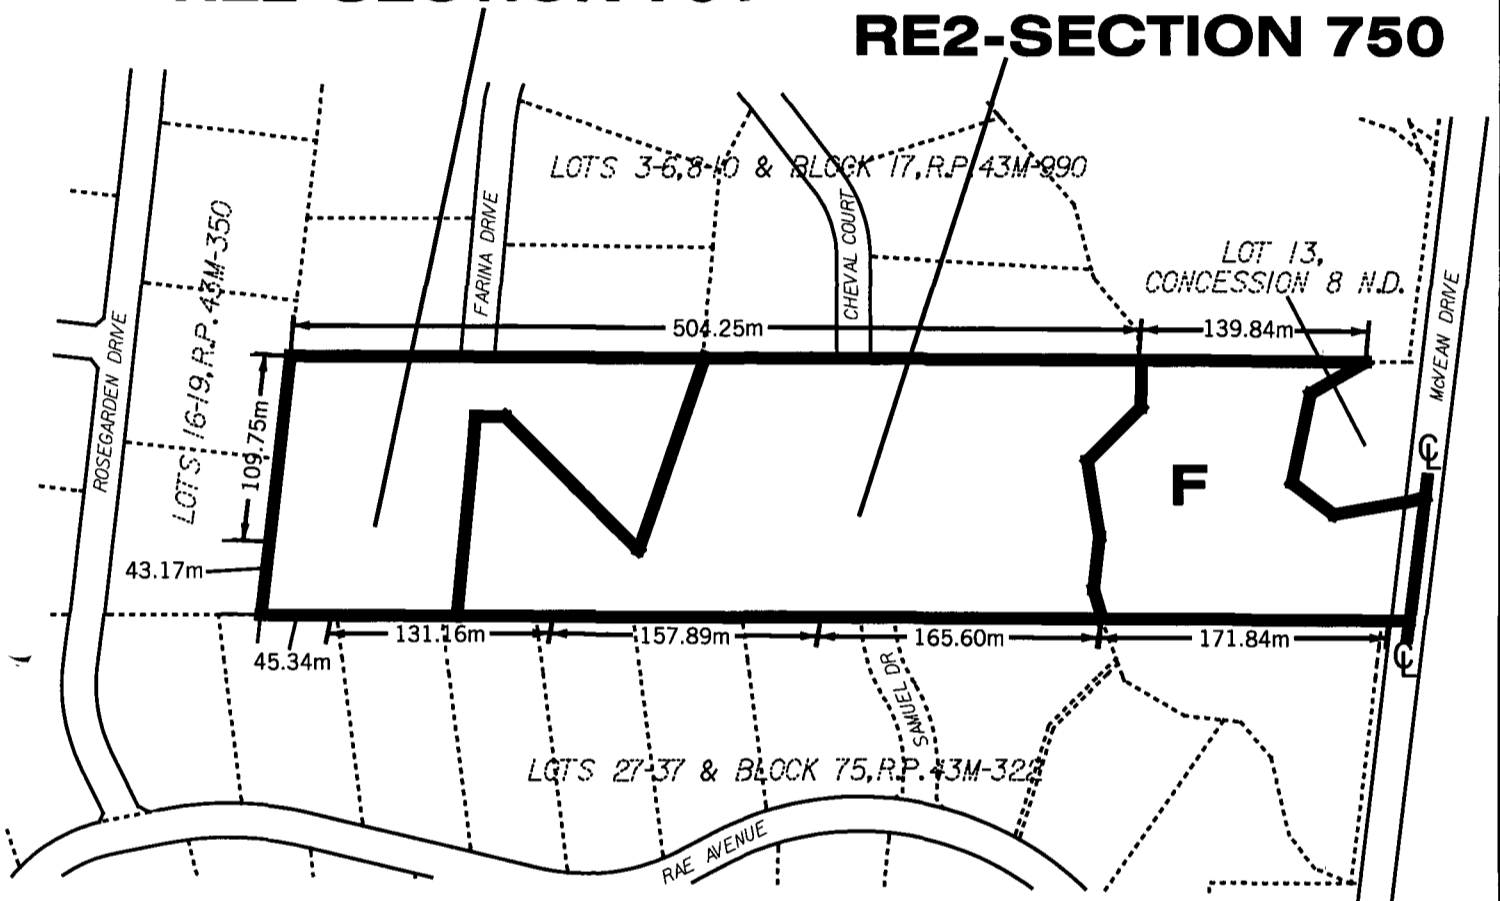 RE2-SECTION 750
LOTS 3-6,8-10 & BLOCK 17,R.P.43M-990
LOTS 16-19,R.P. 43M-350
FARINA DRIVE
CHEVAL COURT
LOT 13,
CONCESSION 8 N.D.
McVEAN DRIVE
ROSEGARDEN DRIVE
504.25m
139.84m
109.75m
F
43.17m
131.16m
157.89m
165.60m
171.84m
45.34m
SAMUEL DR
LOTS 27-37 & BLOCK 75,R.P.43M-322
RAE AVENUE